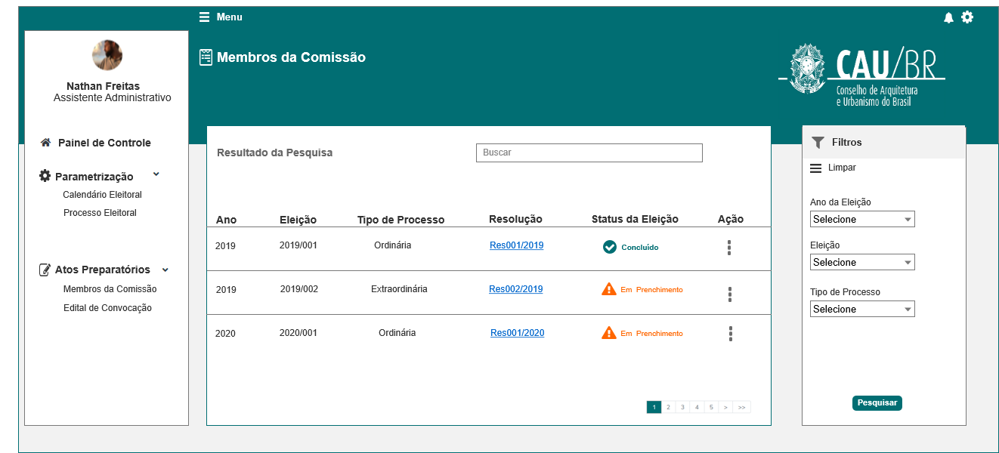 Menu
Membros da Comissão
CAU/BR
Conselho de Arquitetura
e Urbanismo do Brasil
Nathan Freitas
Assistente Administrativo
Painel de Controle
Parametrização
Calendário Eleitoral
Processo Eleitoral
Atos Preparatórios
Membros da Comissão
Edital de Convocação
Resultado da Pesquisa
Buscar
Ano Eleição Tipo de Processo Resolução Status da Eleição Ação
2019 2019/001 Ordinária Res001/2019 Concluído
2019 2019/002 Extraordinária Res002/2019 Em Prenchimento
2020 2020/001 Ordinária Res001/2020 Em Prenchimento
1 2 3 4 5 > >>
Filtros
Limpar
Ano da Eleição
Selecione
Eleição
Selecione
Tipo de Processo
Selecione
Pesquisar